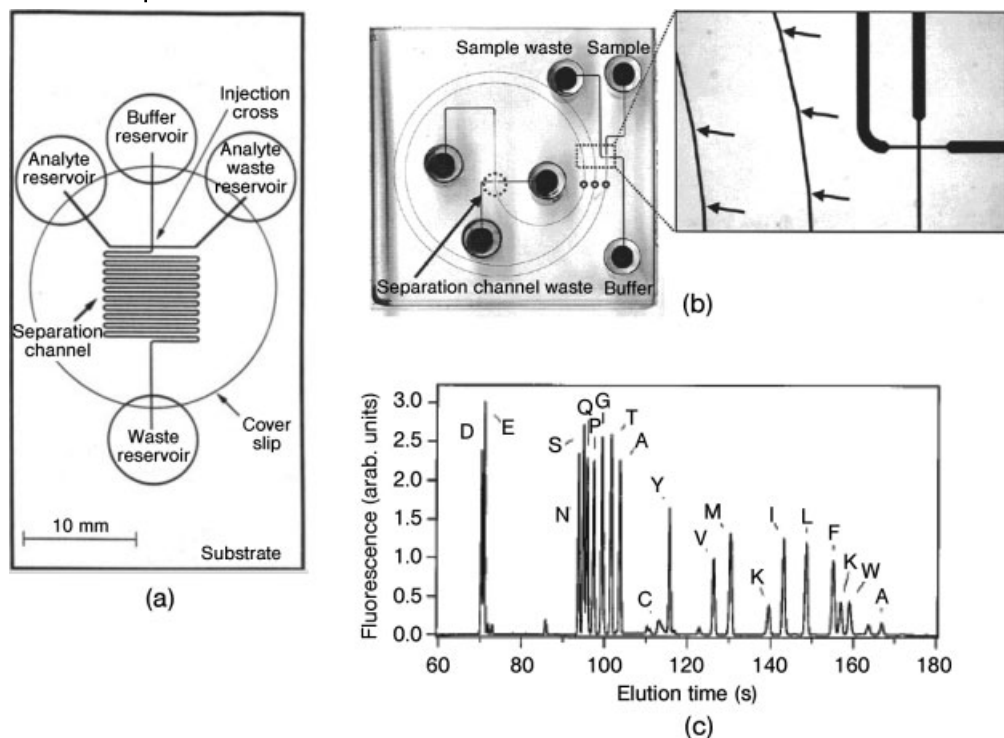 Buffer
reservoir
Injection
cross
Analyte
reservoir
Analyte
waste
reservoir
Separation
channel
Waste
reservoir
Cover
slip
10 mm
Substrate
(a)
Sample waste
Sample
Separation channel waste
Buffer
(b)
Fluorescence (arab. units)
3.0
2.5
2.0
1.5
1.0
0.5
0.0
D
E
S
N
Q
P
G
T
A
C
Y
V
M
K
I
L
F
K
W
A
60 80 100 120 140 160 180
Elution time (s)
(c)